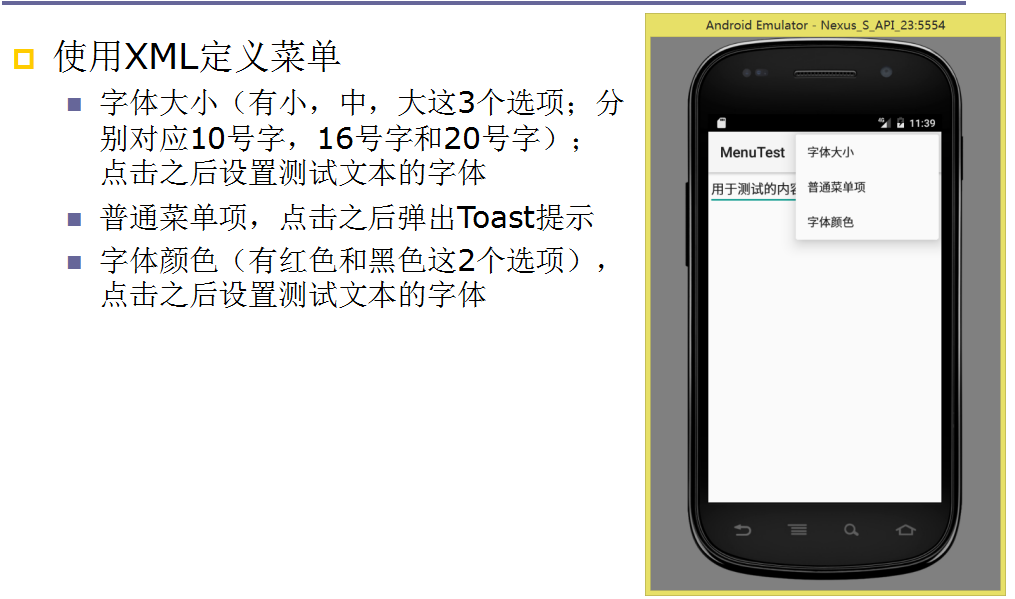 使用XML定义菜单
字体大小（有小，中，大这3个选项；分
别对应10号字，16号字和20号字）；
点击之后设置测试文本的字体
普通菜单项，点击之后弹出Toast提示
字体颜色（有红色和黑色这2个选项），
点击之后设置测试文本的字体
Android Emulator - Nexus_S_API_23:5554
11:39
MenuTest
字体大小
用于测试的内容
普通菜单项
字体颜色